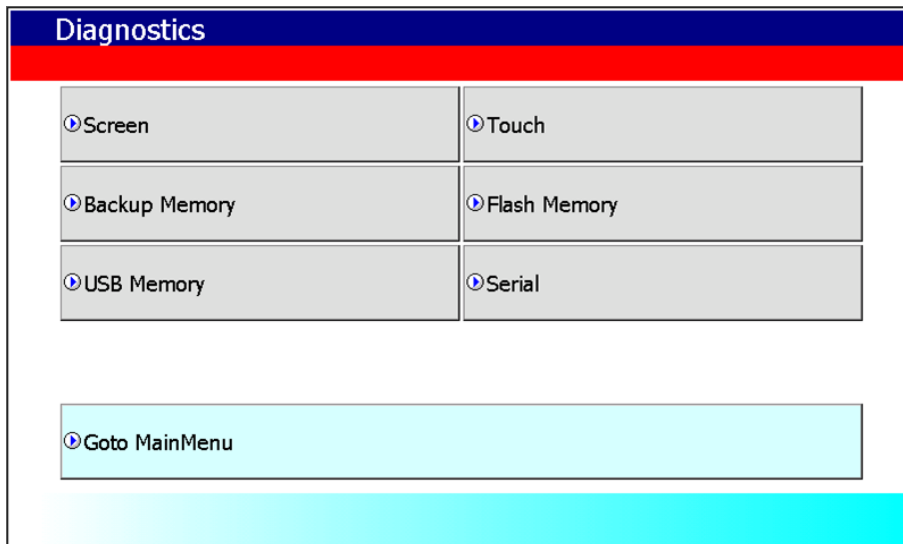 Diagnostics
Screen
Touch
Backup Memory
Flash Memory
USB Memory
Serial
Goto MainMenu